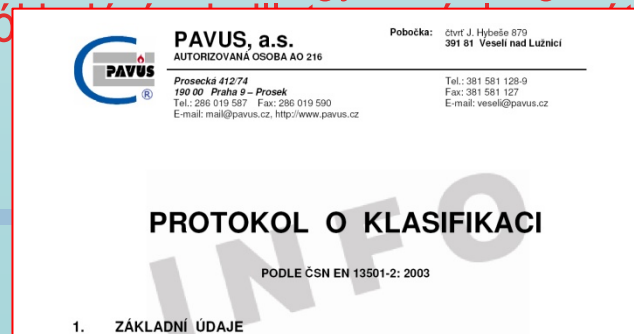 PAVUS, a.s.
AUTORIZOVANÁ OSOBA AO 216
PAVUS
®
Prosecká 412/74
190 00 Praha 9 – Prosek
Tel.: 286 019 587 Fax: 286 019 590
E-mail: mail@pavus.cz, http://www.pavus.cz
Pobočka: čtvrť J. Hybeše 879
391 81 Veselí nad Lužnicí
Tel.: 381 581 128-9
Fax: 381 581 127
E-mail: veseli@pavus.cz
INFO
PROTOKOL O KLASIFIKACI
PODLE ČSN EN 13501-2: 2003
1. ZÁKLADNÍ ÚDAJE